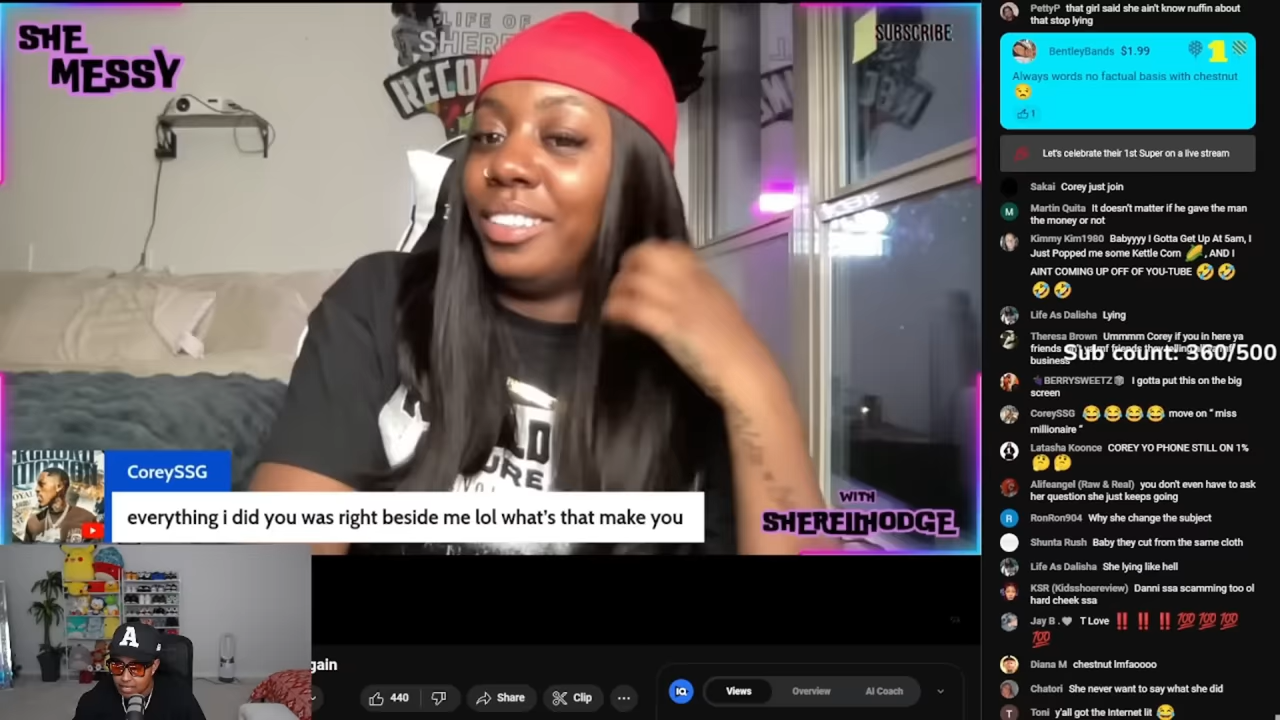 SHE
MESSY
LIFE OF
SHERE
RECO
SUBSCRIBE
CoreySSG
everything i did you was right beside me lol what's that make you
WITH
SHEREIIHODGE
A
gain
440
Share
Clip
IQ
Views
Overview
AI Coach
PettyP that girl said she ain't know nuffin about
that stop lying
BentleyBands $1.99
1
Always words no factual basis with chestnut
😒
1
Let's celebrate their 1st Super on a live stream
Sakai Corey just join
M
Martin Quita It doesn't matter if he gave the man
the money or not
Kimmy Kim1980 Babyyyy I Gotta Get Up At 5am, I
Just Popped me some Kettle Corn 🌽, AND I
AINT COMING UP OFF OF YOU-TUBE 🤣🤣
🤣🤣
Life As Dalisha Lying
Theresa Brown Ummmm Corey if you in here ya
friends
business
Sub count: 360/500
BERRYSWEETZ I gotta put this on the big
screen
CoreySSG 😂😂😂😂 move on “ miss
millionaire “
Latasha Koonce COREY YO PHONE STILL ON 1%
🤔🤔
Alifeangel (Raw & Real) you don't even have to ask
her question she just keeps going
R
RonRon904 Why she change the subject
Shunta Rush Baby they cut from the same cloth
Life As Dalisha She lying like hell
KSR (Kidsshoereview) Danni ssa scamming too ol
hard cheek ssa
Jay B .🖤 T Love ‼️‼️‼️💯💯💯
💯
Diana M chestnut lmfaoooo
Chatori She never want to say what she did
T
Toni y'all got the Internet lit 😂